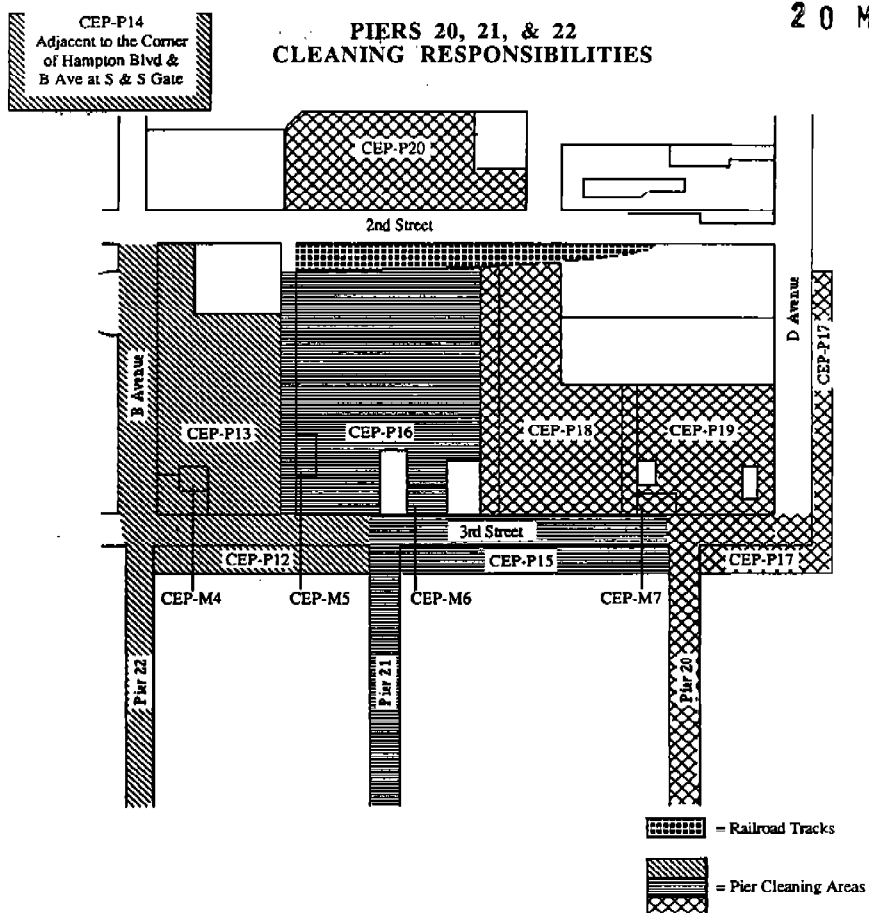 CEP-P14
Adjacent to the Corner
of Hampton Blvd &
B Ave at S & S Gate
PIERS 20, 21, & 22
CLEANING RESPONSIBILITIES
20 M
CEP-P20
2nd Street
B Avenue
D Avenue
CEP-P17
CEP-P13
CEP-P16
CEP-P18
CEP-P19
3rd Street
CEP-P12
CEP-P15
CEP-P17
CEP-M4
CEP-M5
CEP-M6
CEP-M7
Pier 22
Pier 21
Pier 20
= Railroad Tracks
= Pier Cleaning Areas